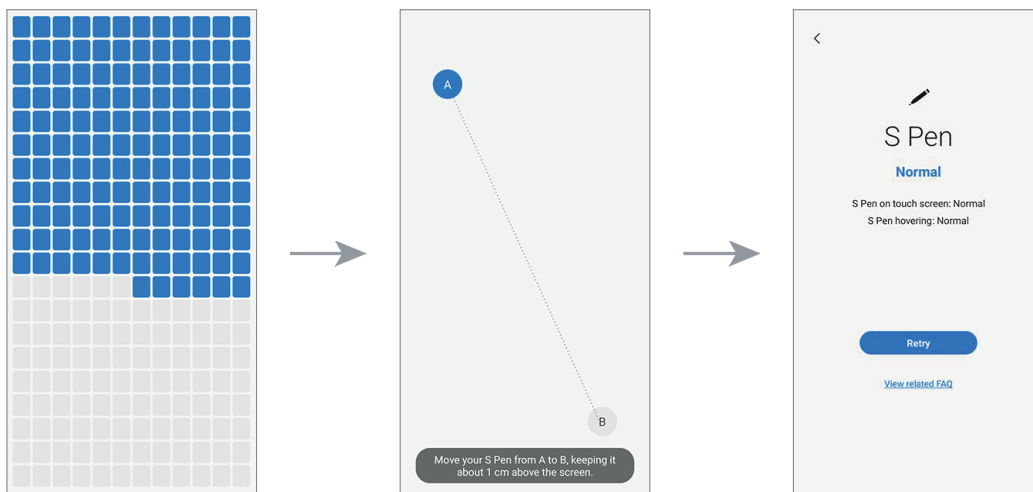 A
B
Move your S Pen from A to B, keeping it
about 1 cm above the screen.
S Pen
Normal
S Pen on touch screen: Normal
S Pen hovering: Normal
Retry
View related FAQ